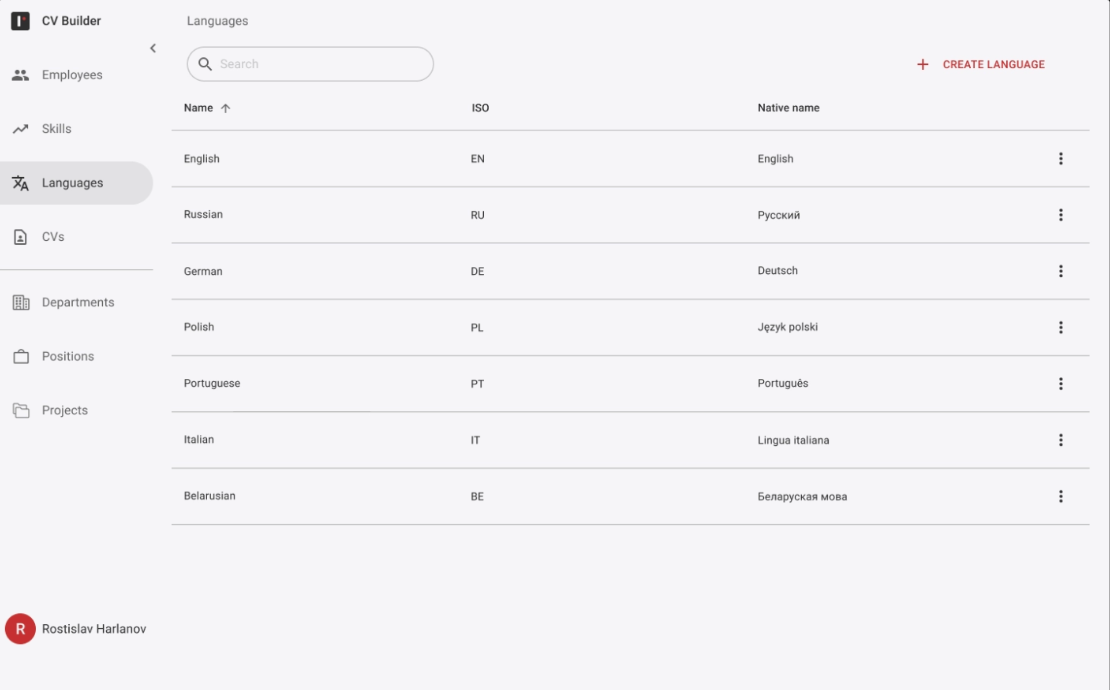 CV Builder
Languages
Employees
Search
CREATE LANGUAGE
Name ISO Native name
Skills
English EN English
Languages
Russian RU Русский
CVs
German DE Deutsch
Departments
Polish PL Język polski
Positions
Portuguese PT Português
Projects
Italian IT Lingua italiana
Belarusian BE Беларуская мова
R Rostislav Harlanov